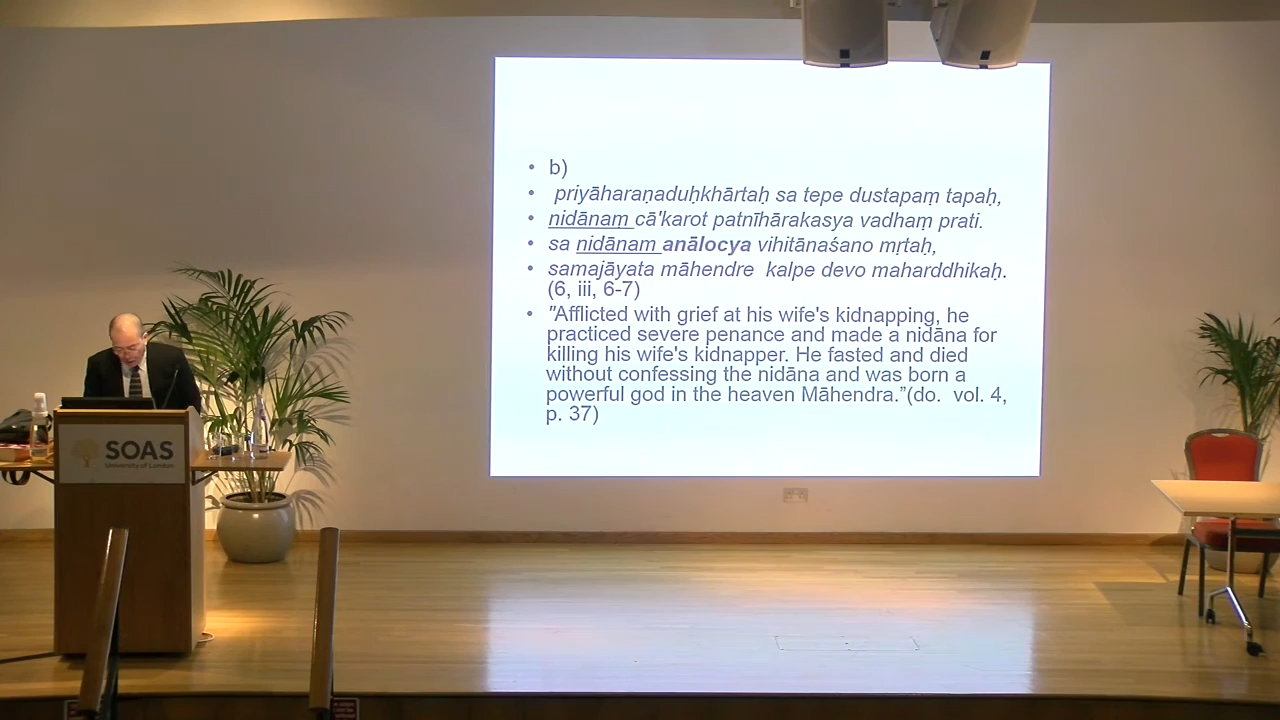 • b)
• priyāharaṇaduḥkhārtaḥ sa tepe dustapaṃ tapaḥ,
• nidānaṃ cā'karot patnīhārakasya vadhaṃ prati.
• sa nidānam anālocya vihitānaśano mṛtaḥ,
• samajāyata māhendre kalpe devo maharddhikaḥ.
(6, iii, 6-7)
• "Afflicted with grief at his wife's kidnapping, he
practiced severe penance and made a nidāna for
killing his wife's kidnapper. He fasted and died
without confessing the nidāna and was born a
powerful god in the heaven Māhendra.”(do. vol. 4,
p. 37)
SOAS
University of London